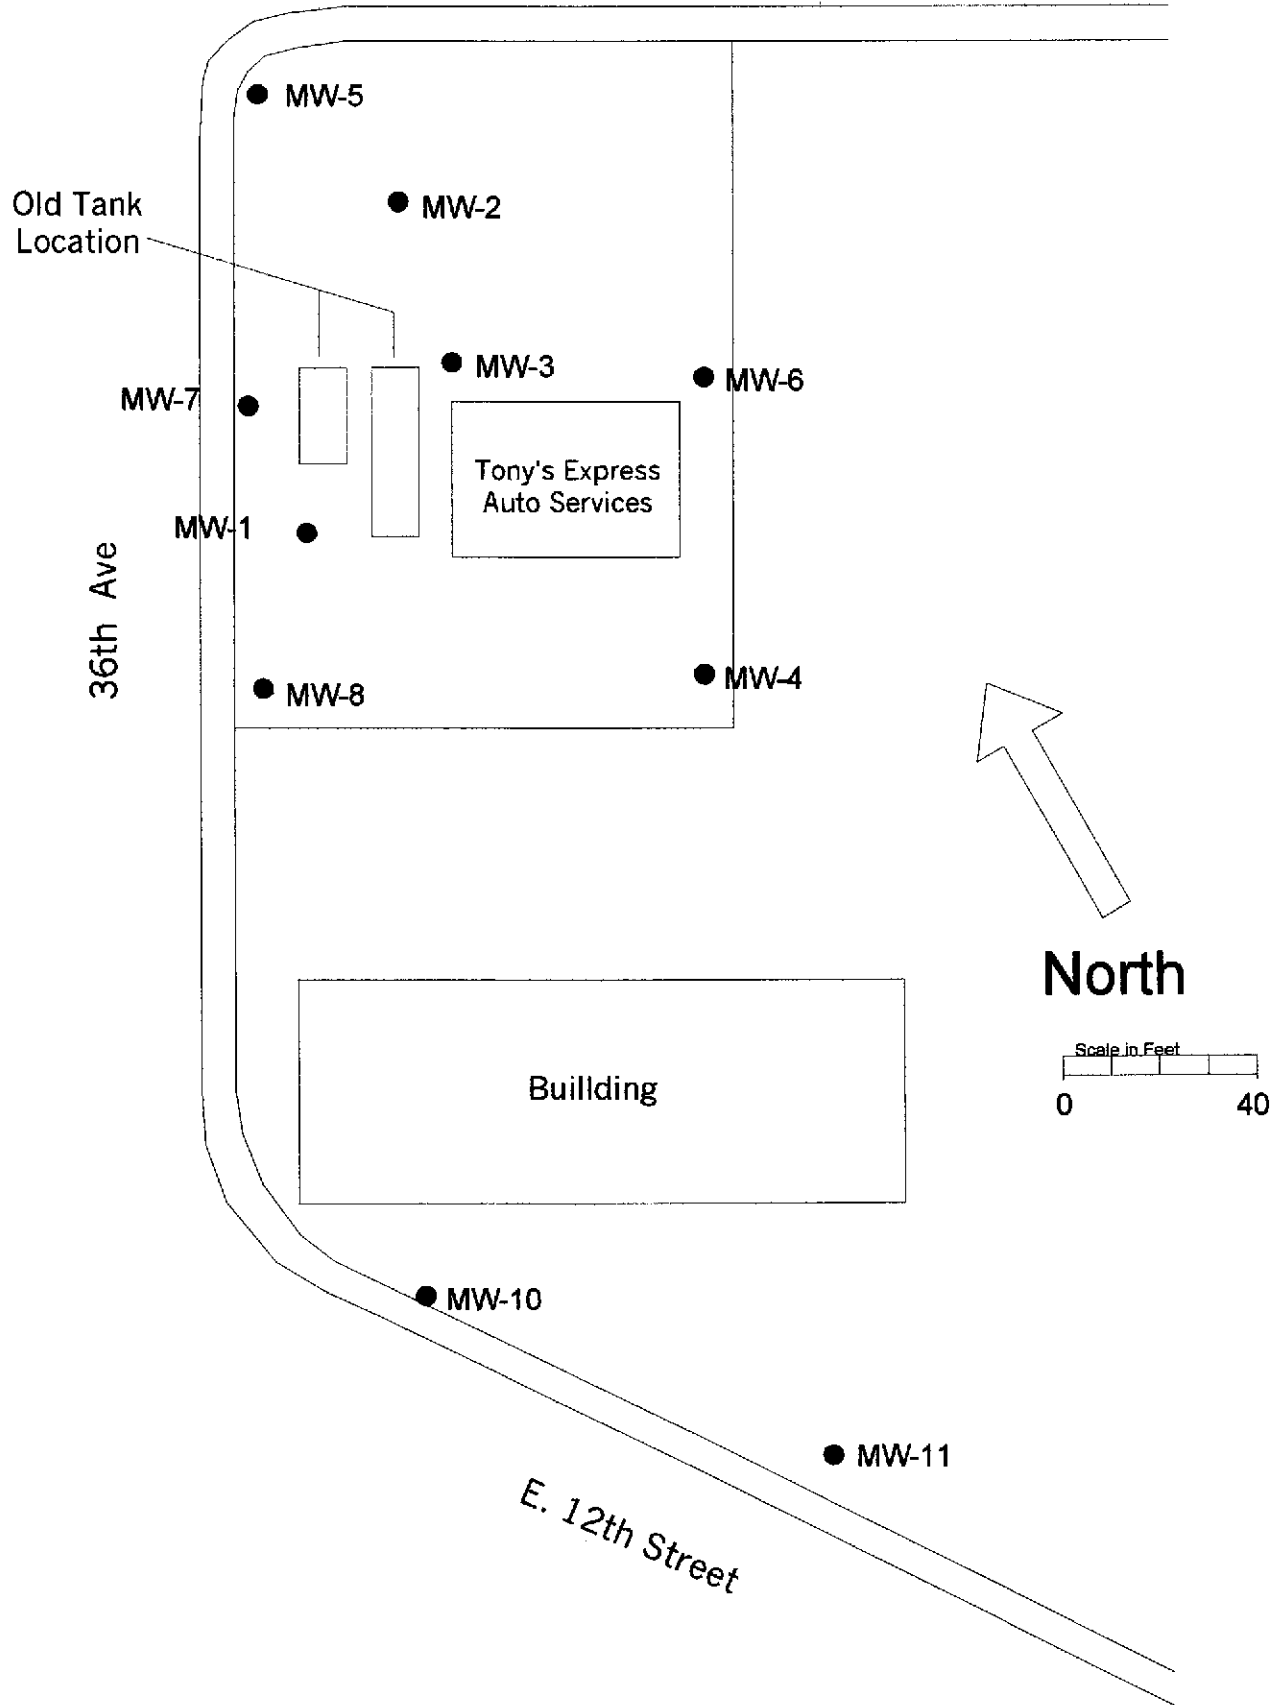 MW-5
Old Tank
Location
MW-2
MW-3
MW-6
MW-7
Tony's Express
Auto Services
MW-1
36th Ave
MW-8
MW-4
North
Scale in Feet
0 40
Buillding
MW-10
MW-11
E. 12th Street